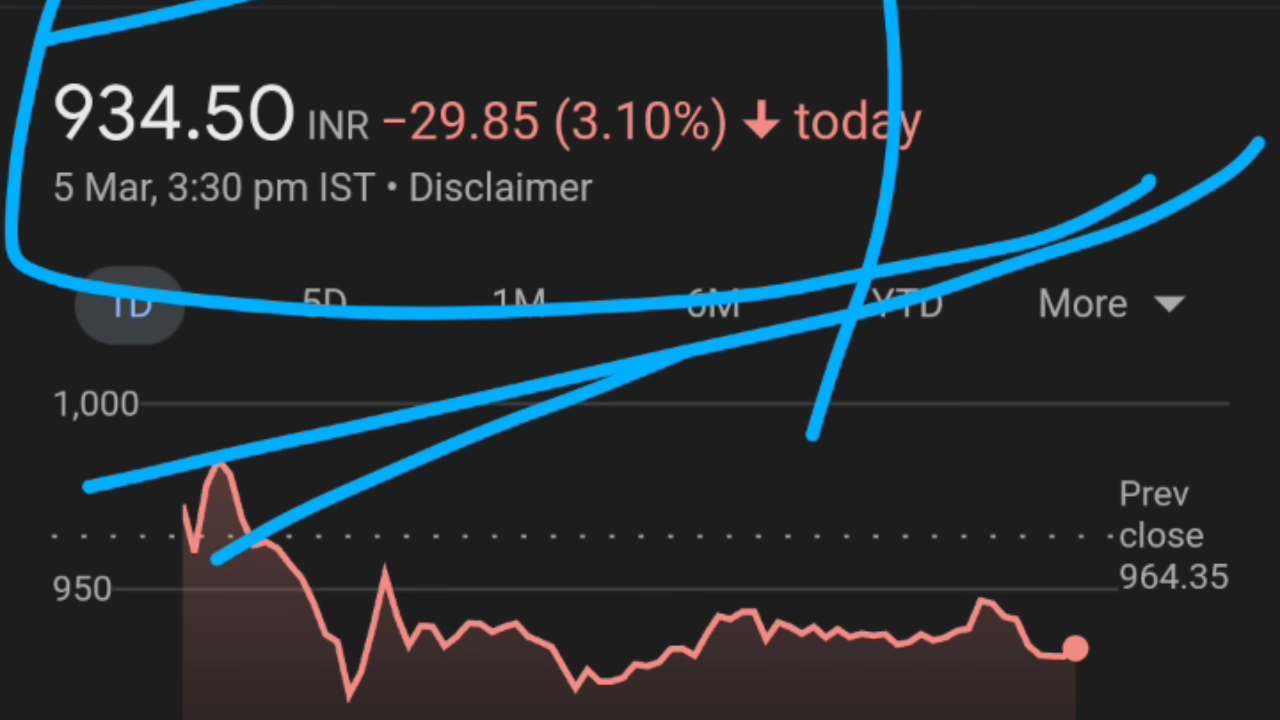 934.50 INR −29.85 (3.10%) ↓ today
5 Mar, 3:30 pm IST • Disclaimer
1D 5D 1M 6M YTD More
1,000
Prev
close
964.35
950